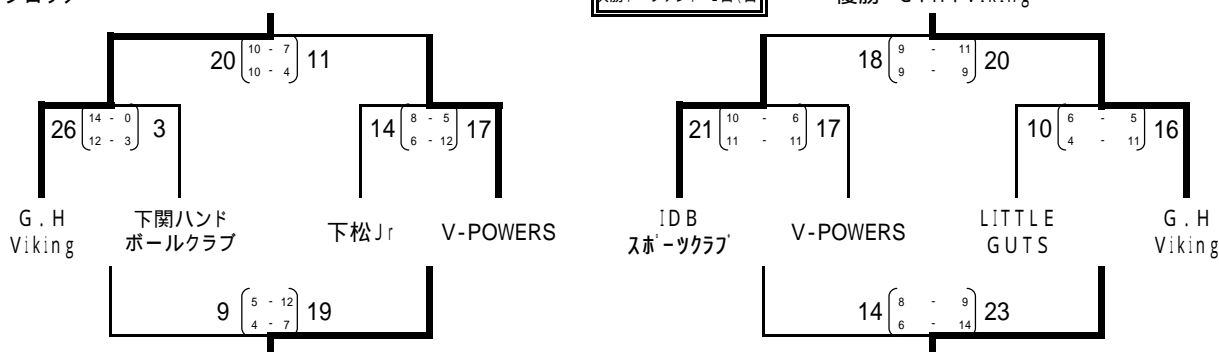 ブロック
優勝 G.H Viking
20 10 - 7 11
10 - 4
18 9 - 11 20
9 - 9
26 14 - 0 3
12 - 3
14 8 - 5 17
6 - 12
21 10 - 6 17
11 - 11
10 6 - 5 16
4 - 11
G.H
Viking
下関ハンド
ボールクラブ
下松Jr
V-POWERS
IDB
スポーツクラブ
V-POWERS
LITTLE
GUTS
G.H
Viking
9 5 - 12 19
4 - 7
14 8 - 9 23
6 - 14